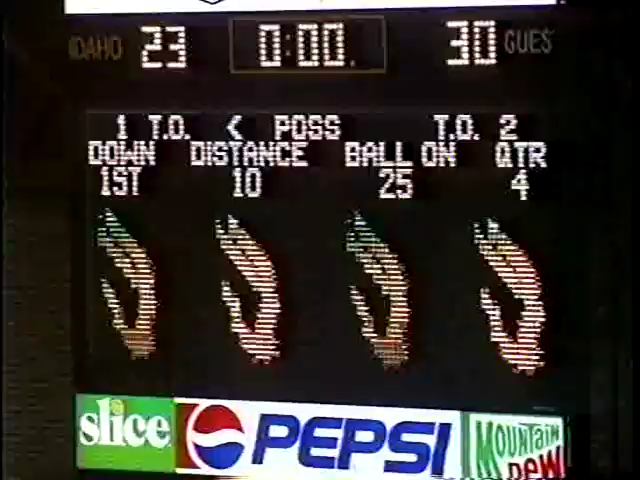 IDAHO 23 0:00. 30 GUES
1 T.O. < POSS T.O. 2
DOWN DISTANCE BALL ON QTR
1ST 10 25 4
slice PEPSI MOUNTAIN DEW